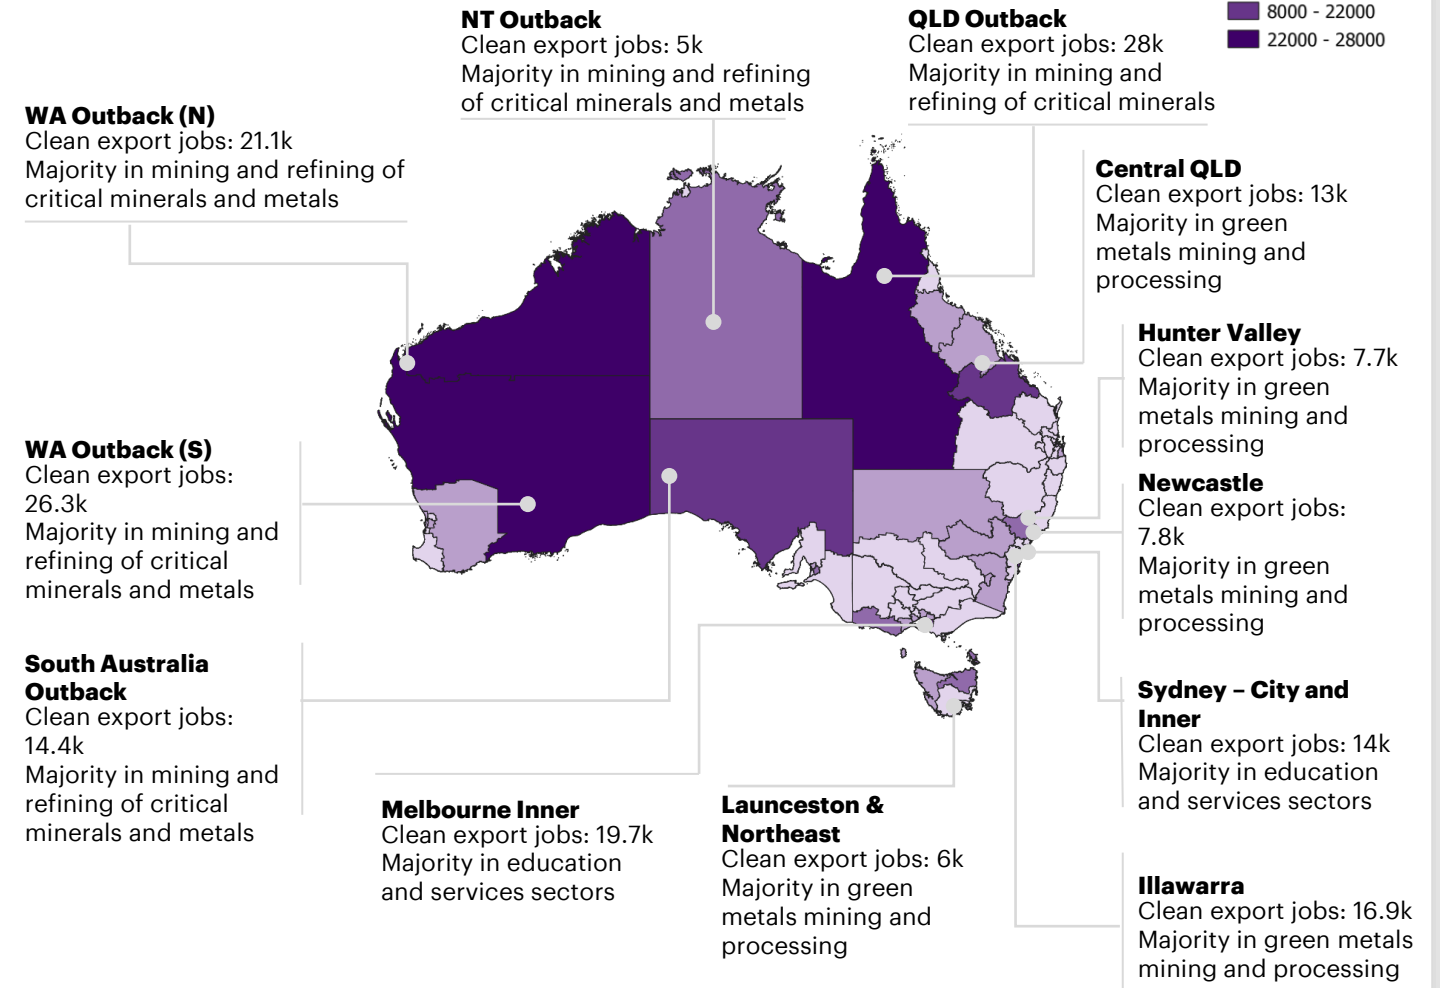 NT Outback
Clean export jobs: 5k
Majority in mining and refining
of critical minerals and metals
QLD Outback
Clean export jobs: 28k
Majority in mining and
refining of critical minerals
8000 - 22000
22000 - 28000
WA Outback (N)
Clean export jobs: 21.1k
Majority in mining and refining of
critical minerals and metals
Central QLD
Clean export jobs: 13k
Majority in green
metals mining and
processing
Hunter Valley
Clean export jobs: 7.7k
Majority in green
metals mining and
processing
WA Outback (S)
Clean export jobs:
26.3k
Majority in mining and
refining of critical
minerals and metals
Newcastle
Clean export jobs:
7.8k
Majority in green
metals mining and
processing
South Australia
Outback
Clean export jobs:
14.4k
Majority in mining and
refining of critical
minerals and metals
Sydney – City and
Inner
Clean export jobs: 14k
Majority in education
and services sectors
Melbourne Inner
Clean export jobs: 19.7k
Majority in education
and services sectors
Launceston &
Northeast
Clean export jobs: 6k
Majority in green
metals mining and
processing
Illawarra
Clean export jobs: 16.9k
Majority in green metals
mining and processing